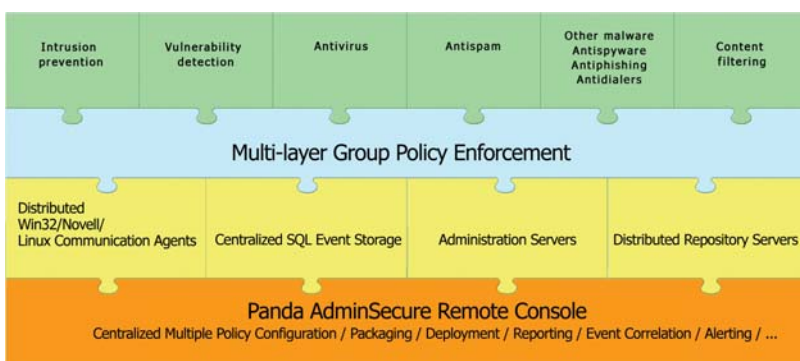 Intrusion
prevention
Vulnerability
detection
Antivirus
Antispam
Other malware
Antispyware
Antiphishing
Antidialers
Content
filtering
Multi-layer Group Policy Enforcement
Distributed
Win32/Novell/
Linux Communication Agents
Centralized SQL Event Storage
Administration Servers
Distributed Repository Servers
Panda AdminSecure Remote Console
Centralized Multiple Policy Configuration / Packaging / Deployment / Reporting / Event Correlation / Alerting / ...